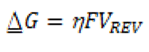 ΔG = ηFV_REV